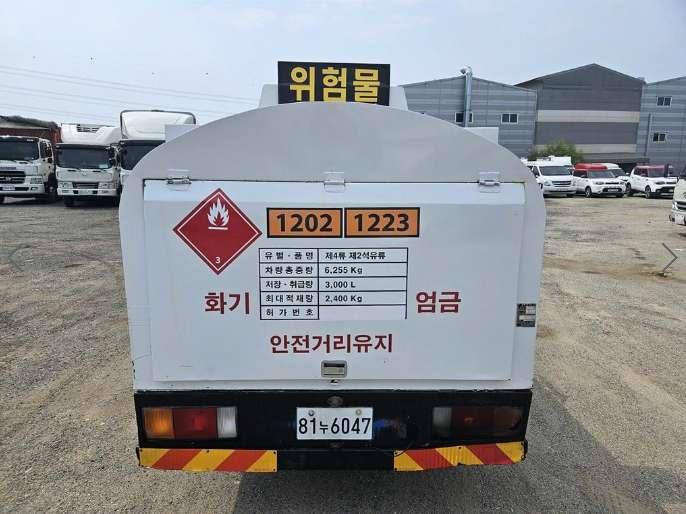 위험물
1202 1223
3
유별·품명 제4류 제2석유류
차량총중량 6,255 Kg
저장·취급량 3,000 L
최대적재량 2,400 Kg
허가번호
화기 엄금
안전거리유지
81누6047